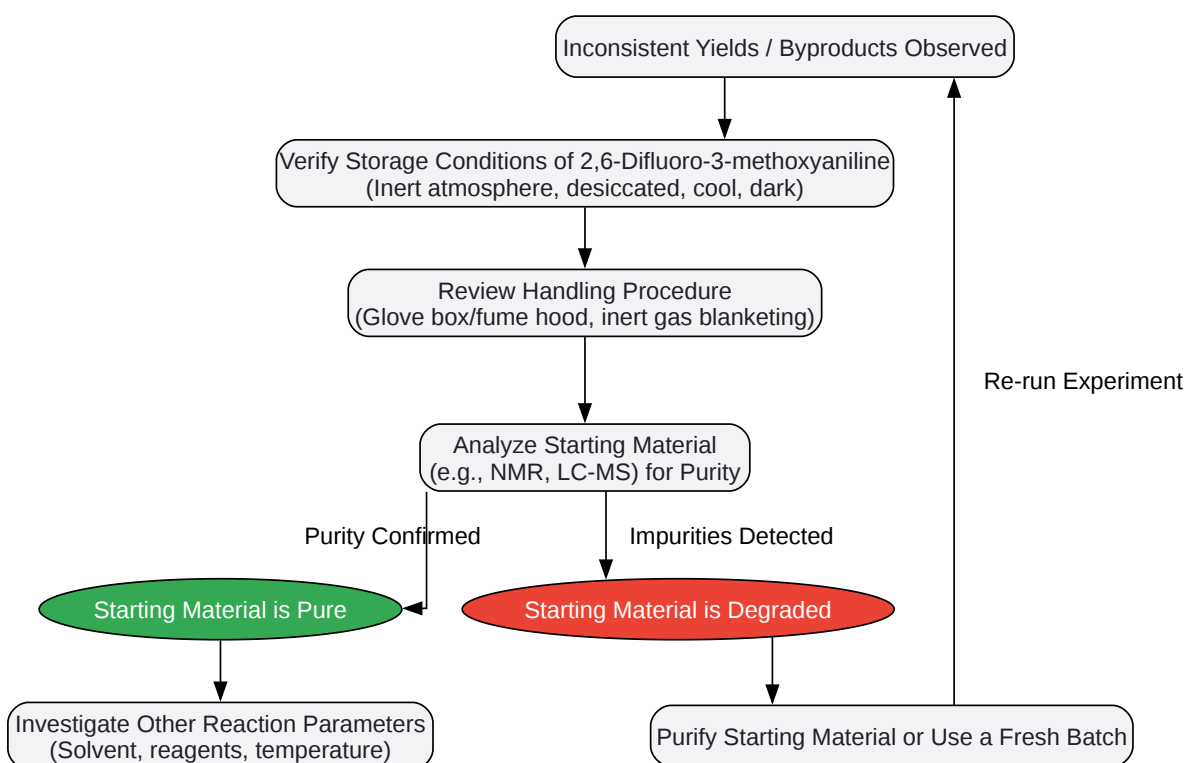 Inconsistent Yields / Byproducts Observed
Verify Storage Conditions of 2,6-Difluoro-3-methoxyaniline
(Inert atmosphere, desiccated, cool, dark)
Review Handling Procedure
(Glove box/fume hood, inert gas blanketing)
Re-run Experiment
Analyze Starting Material
(e.g., NMR, LC-MS) for Purity
Purity Confirmed
Impurities Detected
Starting Material is Pure
Starting Material is Degraded
Investigate Other Reaction Parameters
(Solvent, reagents, temperature)
Purify Starting Material or Use a Fresh Batch